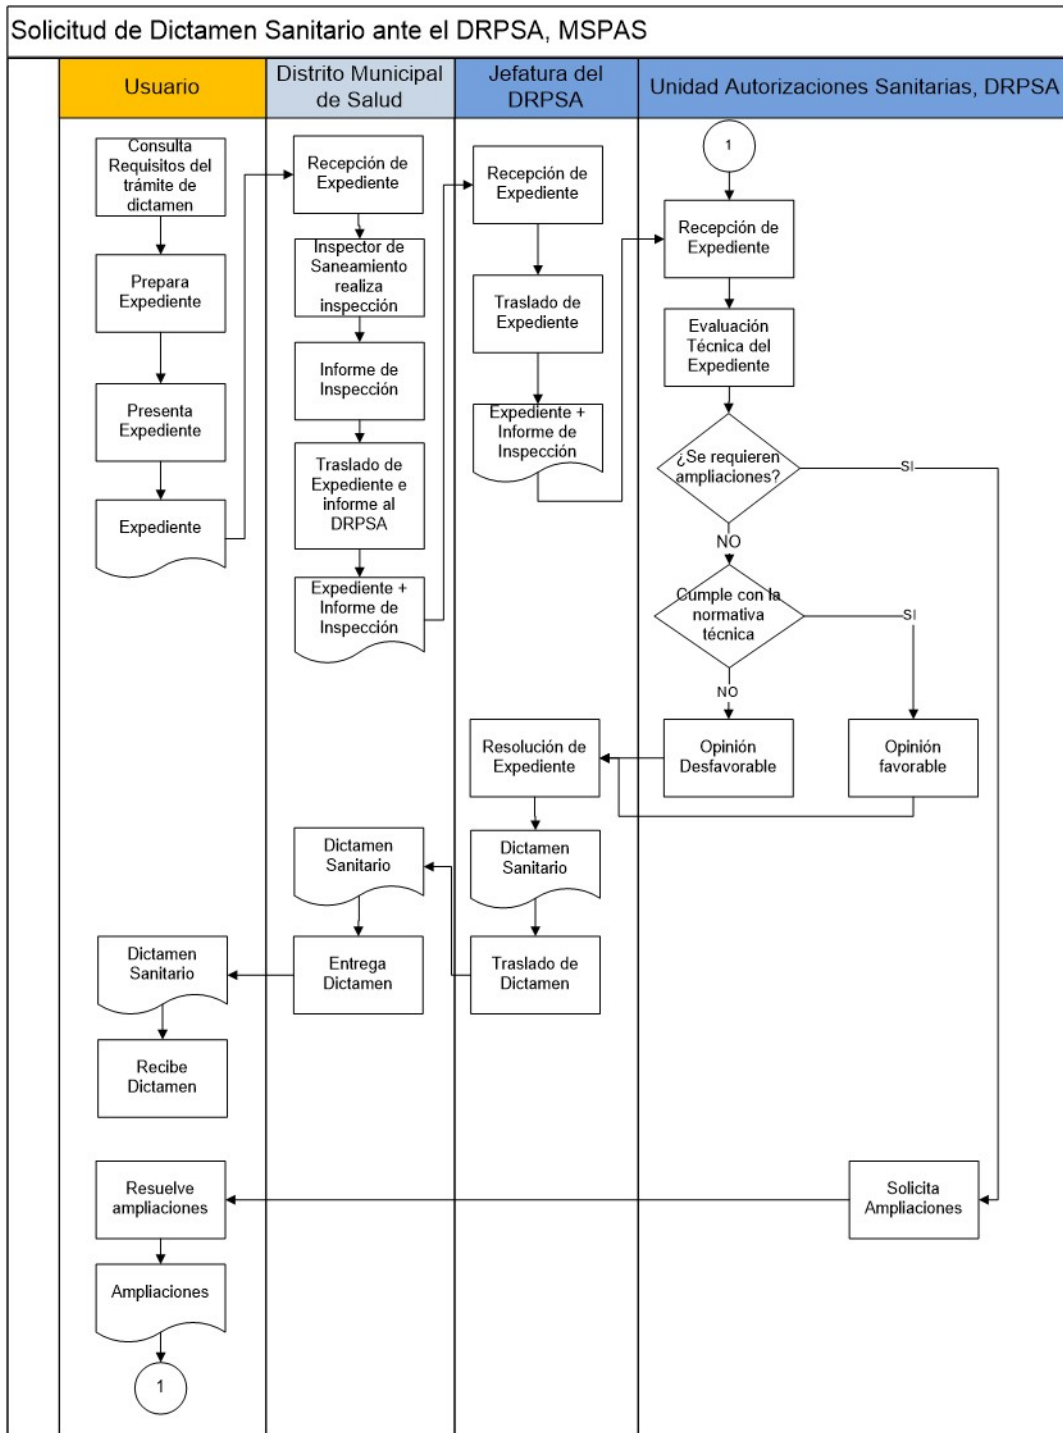 Solicitud de Dictamen Sanitario ante el DRPSA, MSPAS
Usuario
Distrito Municipal
de Salud
Jefatura del
DRPSA
Unidad Autorizaciones Sanitarias, DRPSA
Consulta
Requisitos del
trámite de
dictamen
Prepara
Expediente
Presenta
Expediente
Expediente
Recepción de
Expediente
Inspector de
Saneamiento
realiza
inspección
Informe de
Inspección
Traslado de
Expediente e
informe al
DRPSA
Expediente +
Informe de
Inspección
Recepción de
Expediente
Traslado de
Expediente
Expediente +
Informe de
Inspección
1
Recepción de
Expediente
Evaluación
Técnica del
Expediente
¿Se requieren
ampliaciones?
SI
NO
Cumple con la
normativa
técnica
SI
NO
Opinión
Desfavorable
Opinión
favorable
Resolución de
Expediente
Dictamen
Sanitario
Traslado de
Dictamen
Dictamen
Sanitario
Entrega
Dictamen
Dictamen
Sanitario
Recibe
Dictamen
Solicita
Ampliaciones
Resuelve
ampliaciones
Ampliaciones
1